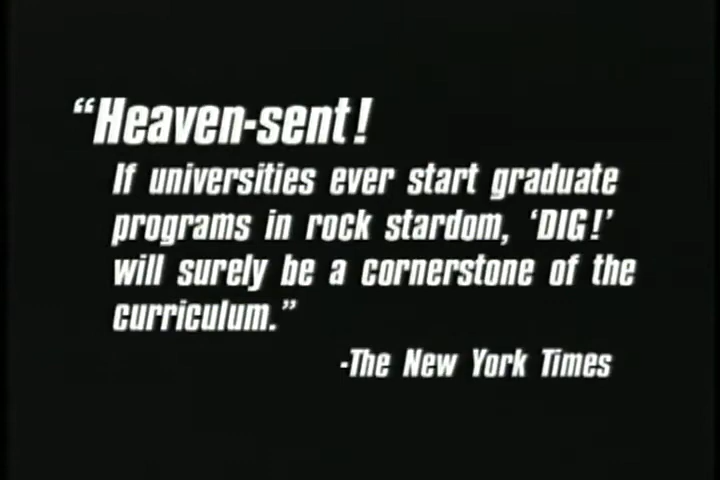 “Heaven-sent!
If universities ever start graduate
programs in rock stardom, ‘DIG!’
will surely be a cornerstone of the
curriculum.”
-The New York Times